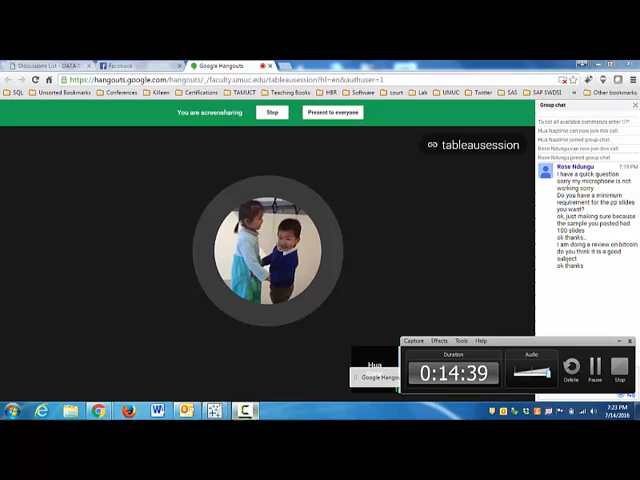 Discussions List - DATA
Facebook
Google Hangouts
https://hangouts.google.com/hangouts/_/faculty.umuc.edu/tableausession?hl=en&authuser=1
SQL Unsorted Bookmarks Conferences Killeen Certifications TAMUCT Teaching Books HBR Software court Lab UMUC Twitter SAS SAP SWDS Other bookmarks
You are screensharing Stop Present to everyone
tableausession
Group chat
To list all available commands enter "/?"
Hua Naptime can now join this call
Hua Naptime joined group chat.
Rose Ndungu can now join this call
Rose Ndungu joined group chat.
Rose Ndungu 7:19 PM
I have a quick question
sorry my microphone is not
working sorry
Do you have a minimum
requirement for the pp slides
you want?
ok, just making sure because
the sample you posted had
100 slides
ok thanks..
I am doing a review on bitcoin
do you think it is a good
subject
ok thanks
Hua
Google Hango
Capture Effects Tools Help
Duration
0:14:39
Audio
Delete Pause Stop
7:23 PM
7/14/2016